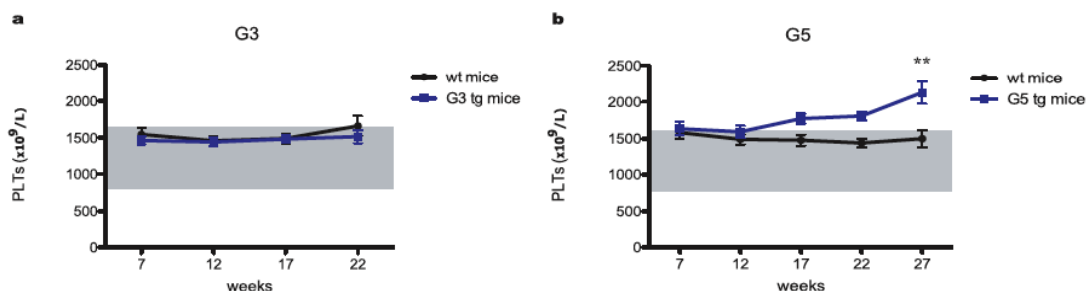 a
G3
2500
2000
1500
1000
500
0
PLTs (x10⁹/L)
7 12 17 22
weeks
wt mice
G3 tg mice
b
G5
**
2500
2000
1500
1000
500
0
PLTs (x10⁹/L)
7 12 17 22 27
weeks
wt mice
G5 tg mice